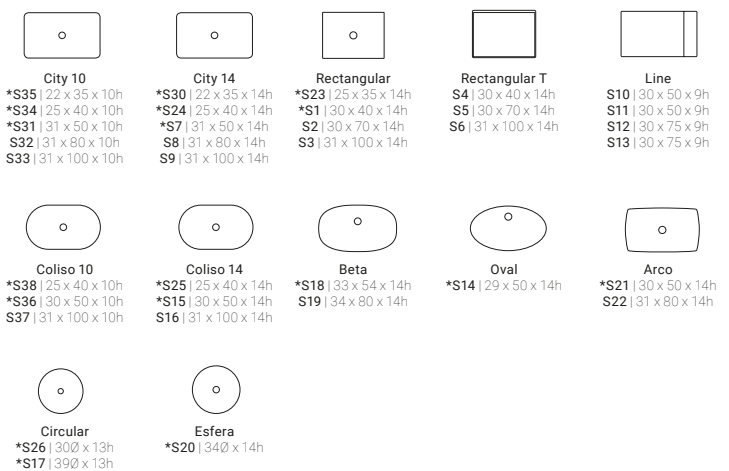 City 10
*S35 | 22 x 35 x 10h
*S34 | 25 x 40 x 10h
*S31 | 31 x 50 x 10h
S32 | 31 x 80 x 10h
S33 | 31 x 100 x 10h
City 14
*S30 | 22 x 35 x 14h
*S24 | 25 x 40 x 14h
*S7 | 31 x 50 x 14h
S8 | 31 x 80 x 14h
S9 | 31 x 100 x 14h
Rectangular
*S23 | 25 x 35 x 14h
*S1 | 30 x 40 x 14h
S2 | 30 x 70 x 14h
S3 | 31 x 100 x 14h
Rectangular T
S4 | 30 x 40 x 14h
S5 | 30 x 70 x 14h
S6 | 31 x 100 x 14h
Line
S10 | 30 x 50 x 9h
S11 | 30 x 50 x 9h
S12 | 30 x 75 x 9h
S13 | 30 x 75 x 9h
Coliso 10
*S38 | 25 x 40 x 10h
*S36 | 30 x 50 x 10h
S37 | 31 x 100 x 10h
Coliso 14
*S25 | 25 x 40 x 14h
*S15 | 30 x 50 x 14h
S16 | 31 x 100 x 14h
Beta
*S18 | 33 x 54 x 14h
S19 | 34 x 80 x 14h
Oval
*S14 | 29 x 50 x 14h
Arco
*S21 | 30 x 50 x 14h
S22 | 31 x 80 x 14h
Circular
*S26 | 30Ø x 13h
*S17 | 39Ø x 13h
Esfera
*S20 | 34Ø x 14h